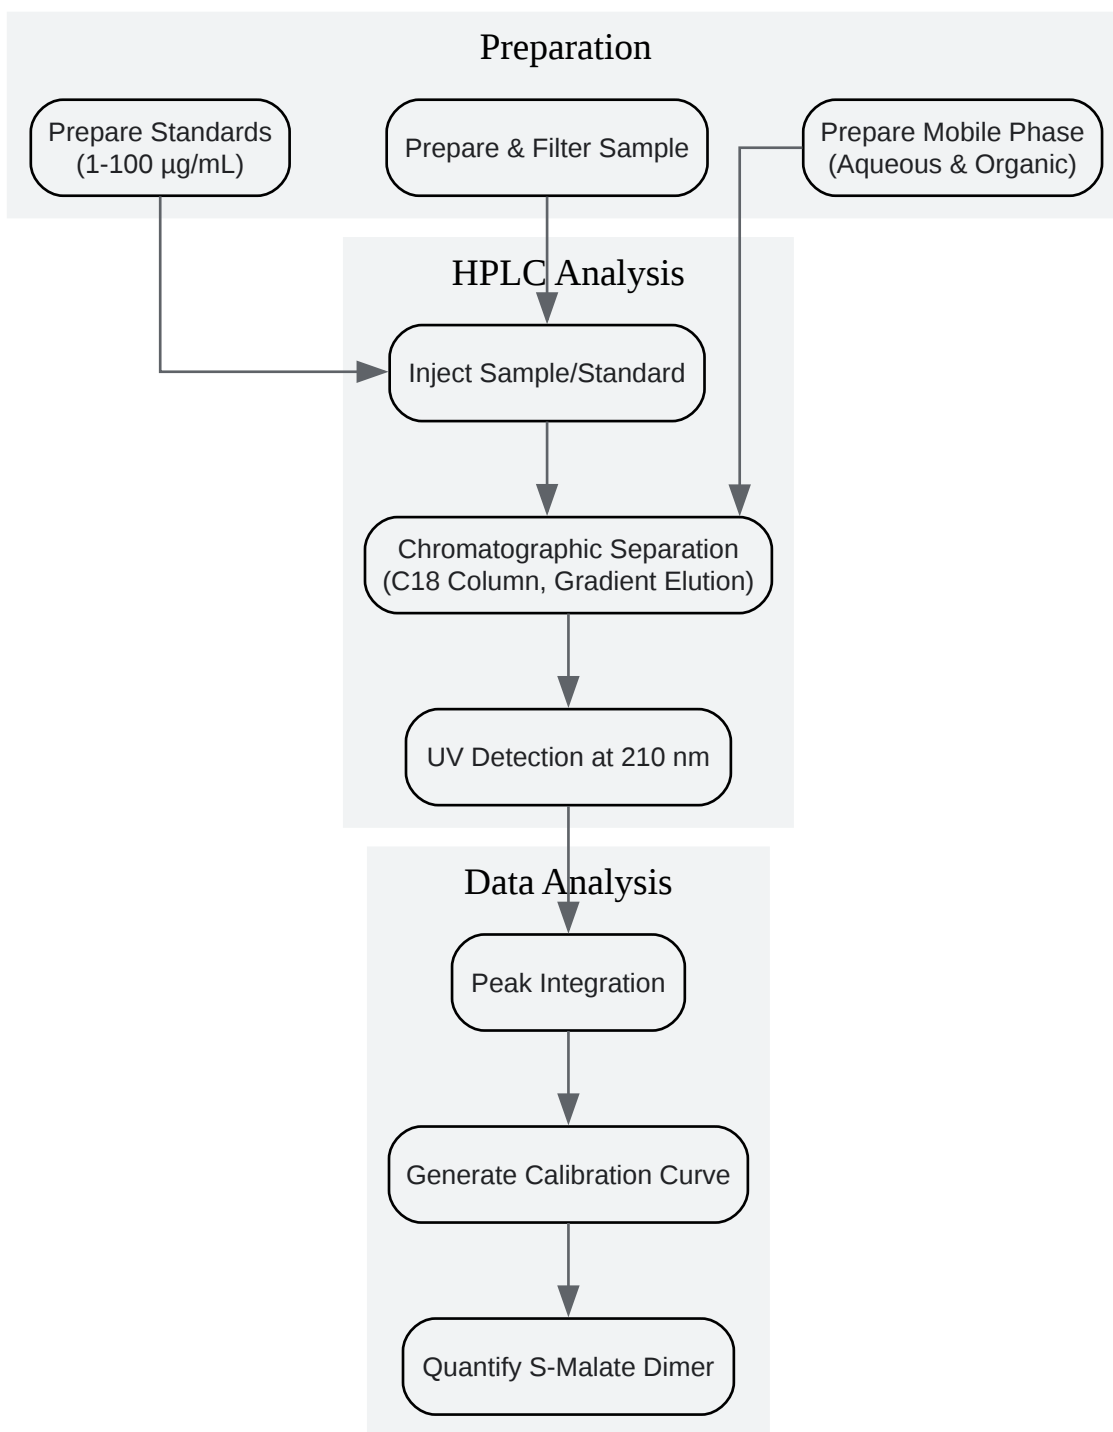 Preparation
Prepare Standards
(1-100 µg/mL)
Prepare & Filter Sample
Prepare Mobile Phase
(Aqueous & Organic)
HPLC Analysis
Inject Sample/Standard
Chromatographic Separation
(C18 Column, Gradient Elution)
UV Detection at 210 nm
Data Analysis
Peak Integration
Generate Calibration Curve
Quantify S-Malate Dimer